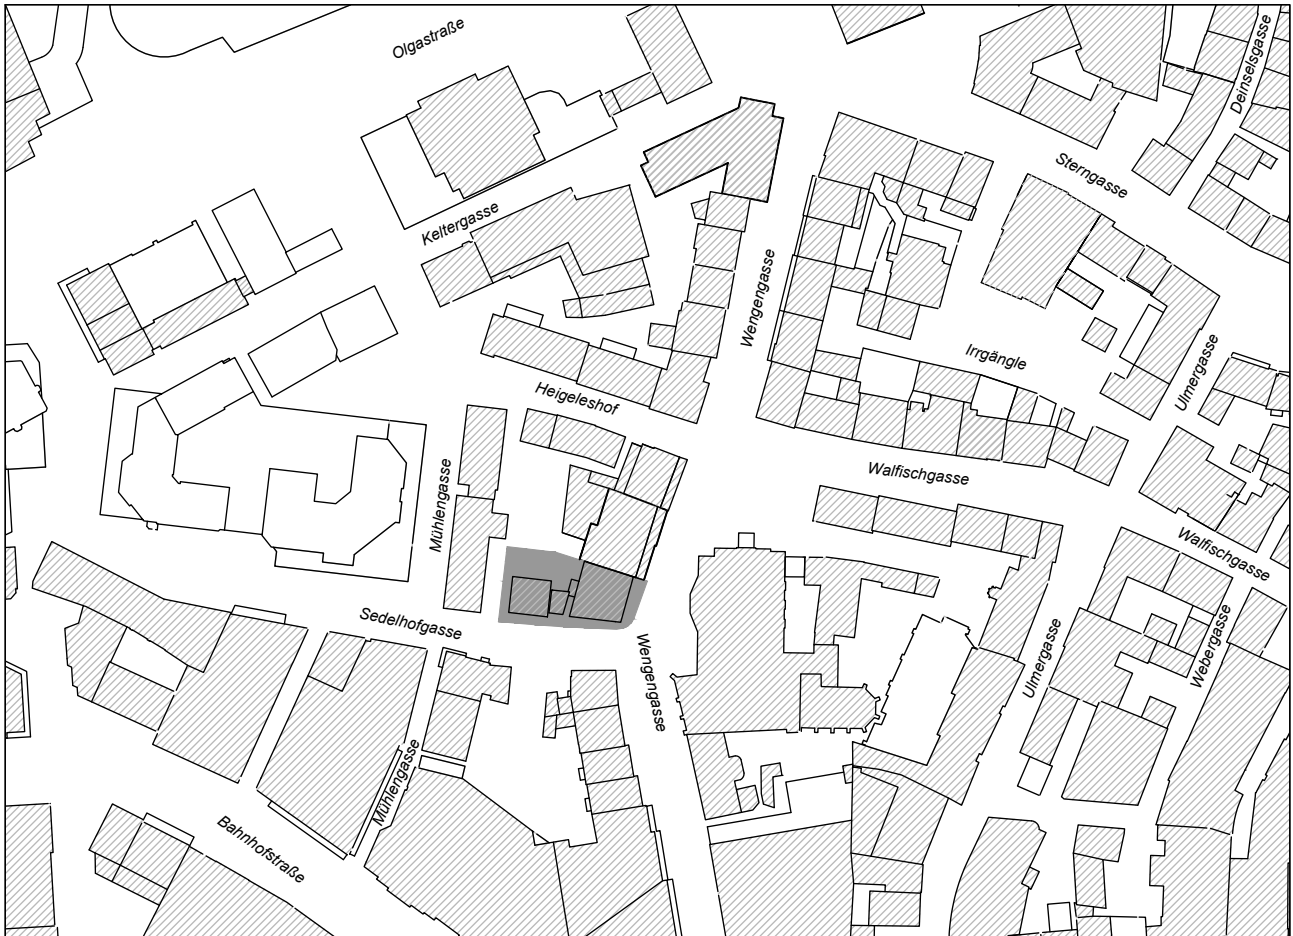 Olgastraße
Deinselsgasse
Sterngasse
Keltergasse
Wengengasse
Irrgängle
Ulmergasse
Heigeleshof
Walfischgasse
Mühlengasse
Walfischgasse
Sedelhofgasse
Wengengasse
Ulmergasse
Webergasse
Mühlengasse
Bahnhofstraße